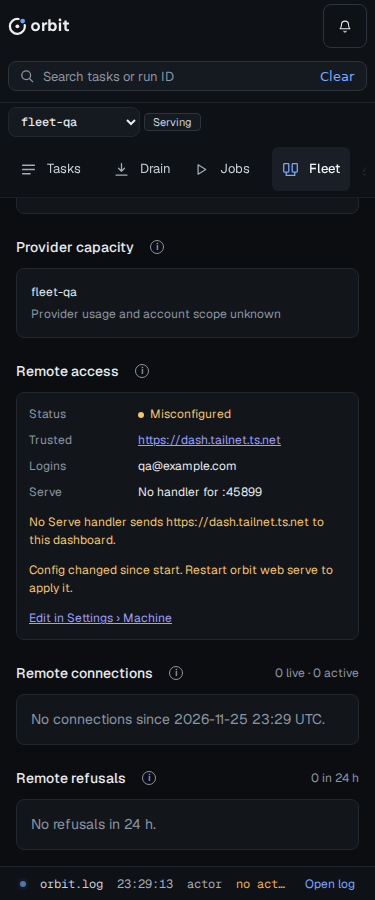 orbit
Search tasks or run ID Clear
fleet-qa Serving
Tasks Drain Jobs Fleet
Provider capacity
fleet-qa
Provider usage and account scope unknown
Remote access
Status Misconfigured
Trusted https://dash.tailnet.ts.net
Logins qa@example.com
Serve No handler for :45899
No Serve handler sends https://dash.tailnet.ts.net to
this dashboard.
Config changed since start. Restart orbit web serve to
apply it.
Edit in Settings › Machine
Remote connections 0 live · 0 active
No connections since 2026-11-25 23:29 UTC.
Remote refusals 0 in 24 h
No refusals in 24 h.
orbit.log 23:29:13 actor no act… Open log